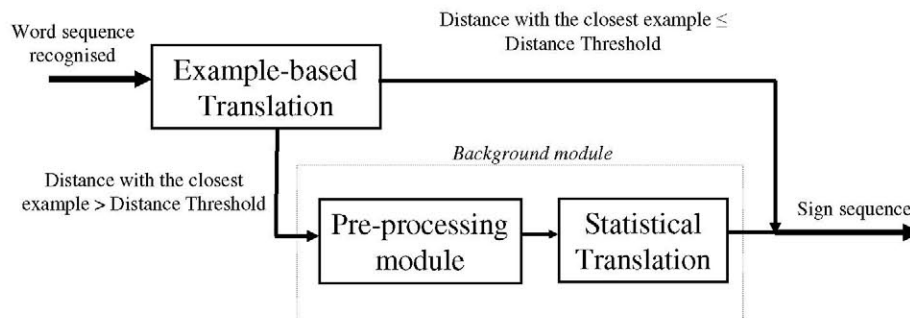 Distance with the closest example ≤
Distance Threshold
Word sequence
recognised
Example-based
Translation
Background module
Distance with the closest
example > Distance Threshold
Pre-processing
module
Statistical
Translation
Sign sequence